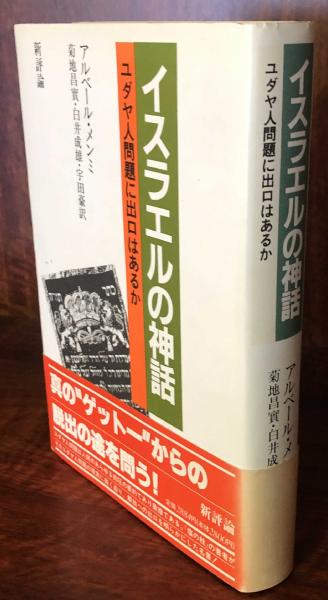 イスラエルの神話
ユダヤ人問題に出口はあるか
アルベール・メンミ
菊地昌實・白井成雄・宇田豪訳
新評論
真の“ゲットー”からの
脱出の途を問う!
新評論
イスラエルの神話
ユダヤ人問題に出口はあるか
アルベール・メ
菊地昌實・白井成